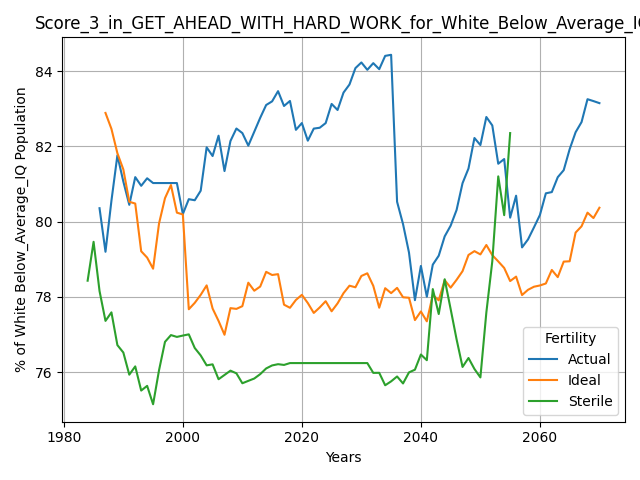 Score_3_in_GET_AHEAD_WITH_HARD_WORK_for_White_Below_Average_IQ
% of White Below_Average_IQ Population
84
82
80
78
76
1980
2000
2020
2040
2060
Years
Fertility
Actual
Ideal
Sterile